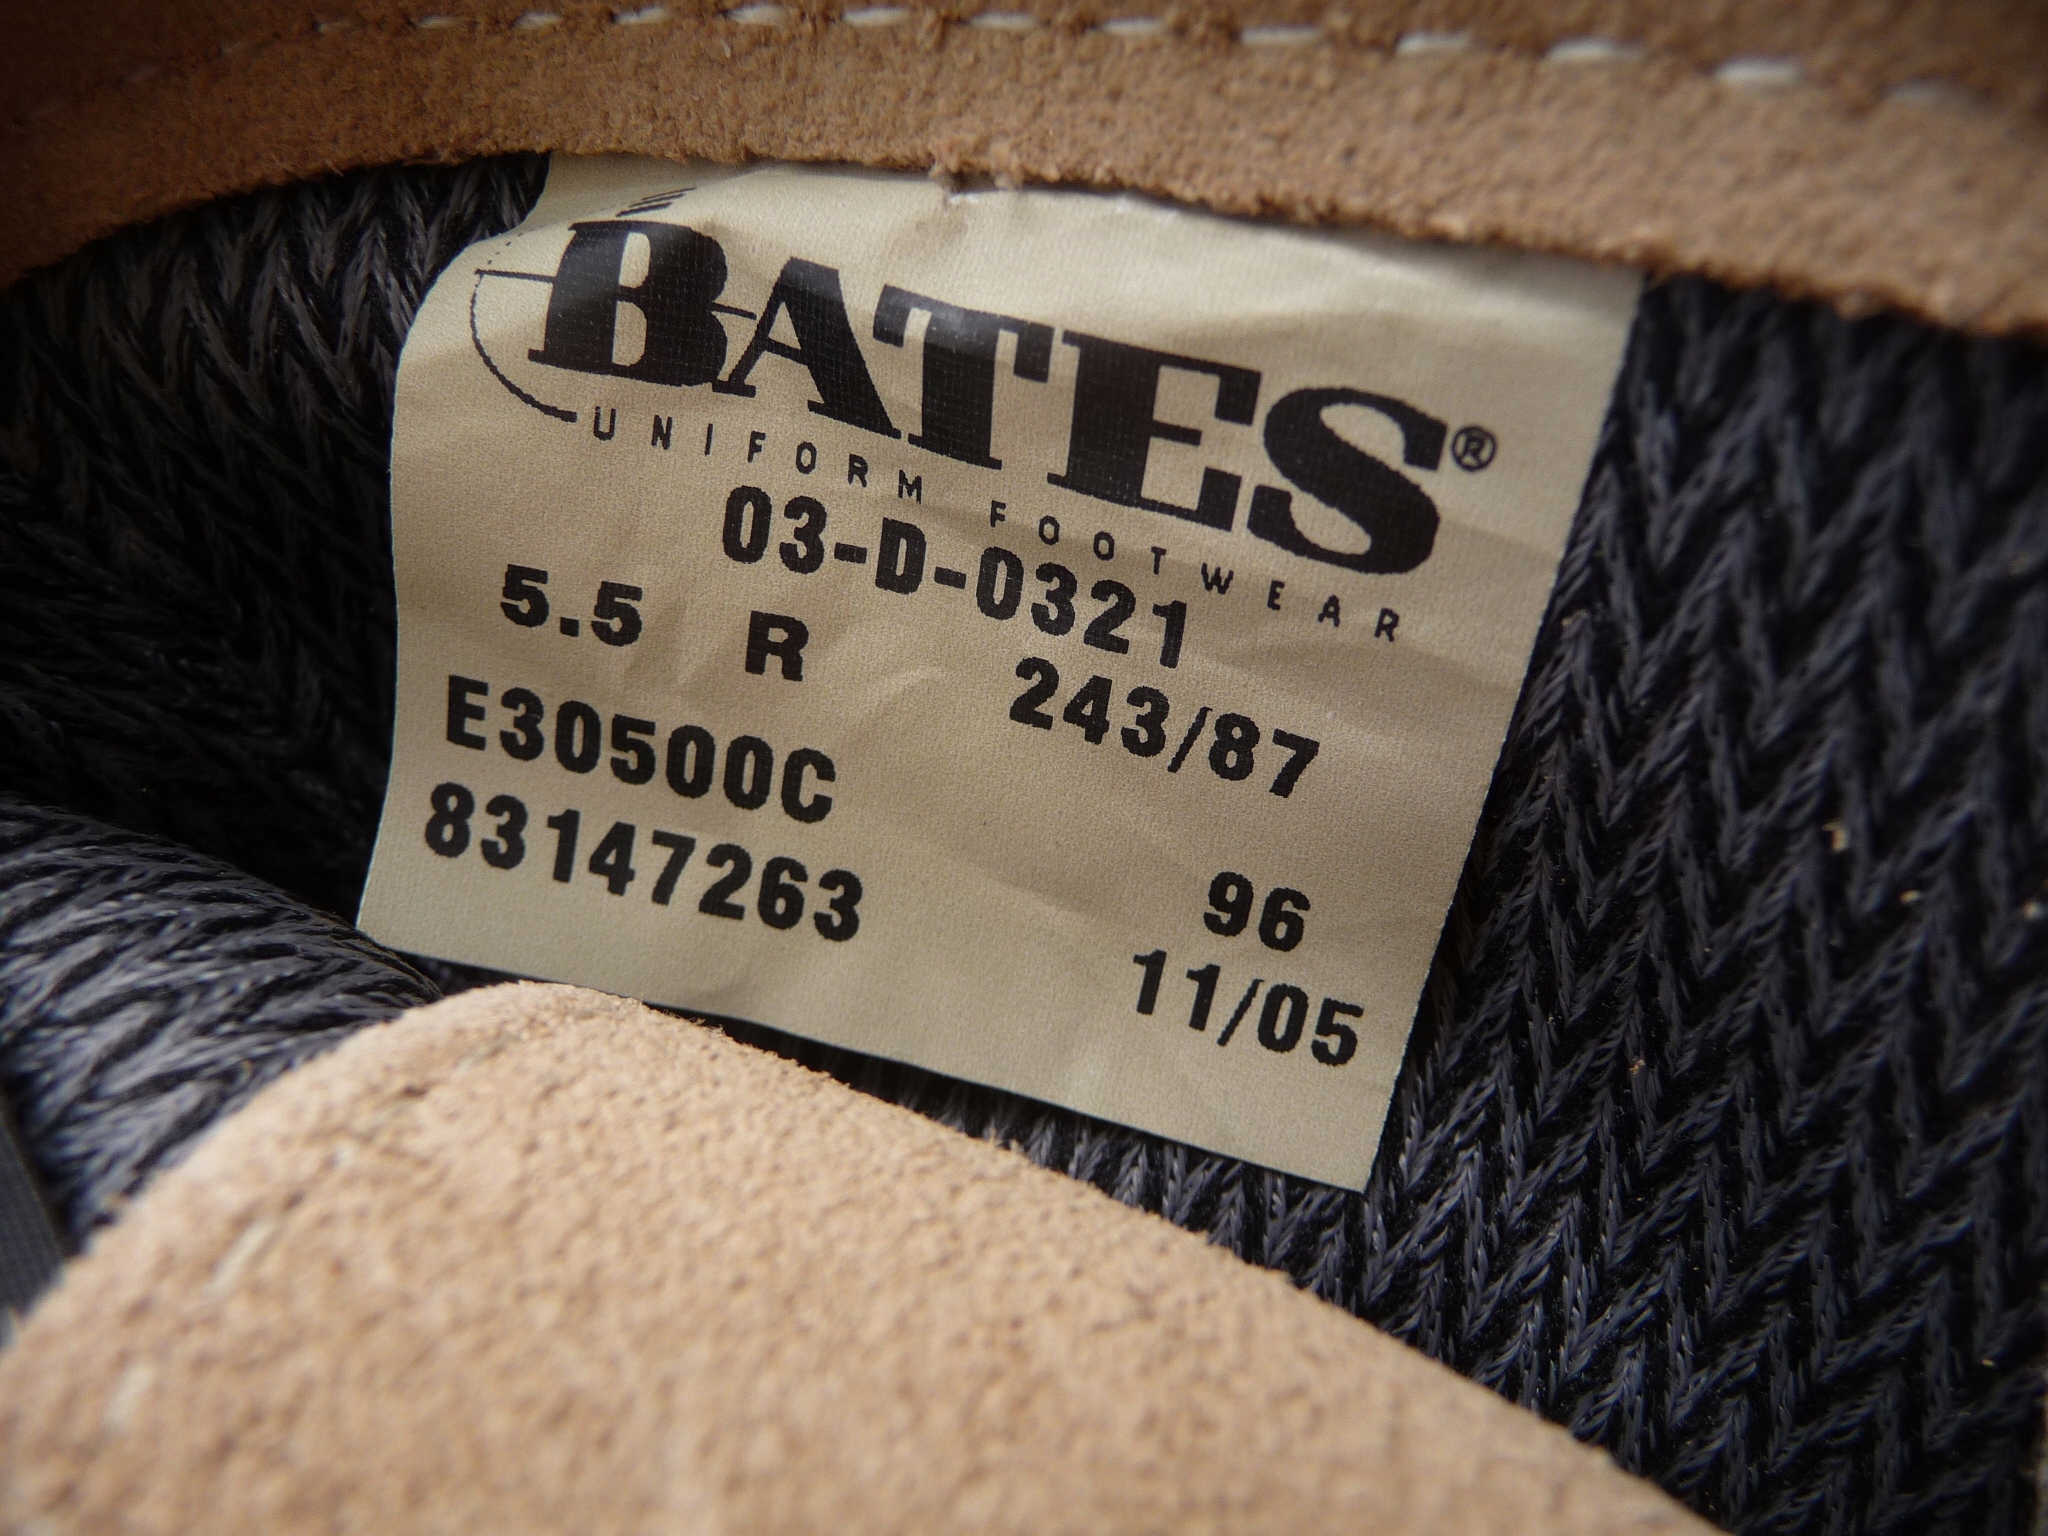 BATES®
UNIFORM FOOTWEAR
03-D-0321
5.5 R 243/87
E30500C
83147263 96
11/05